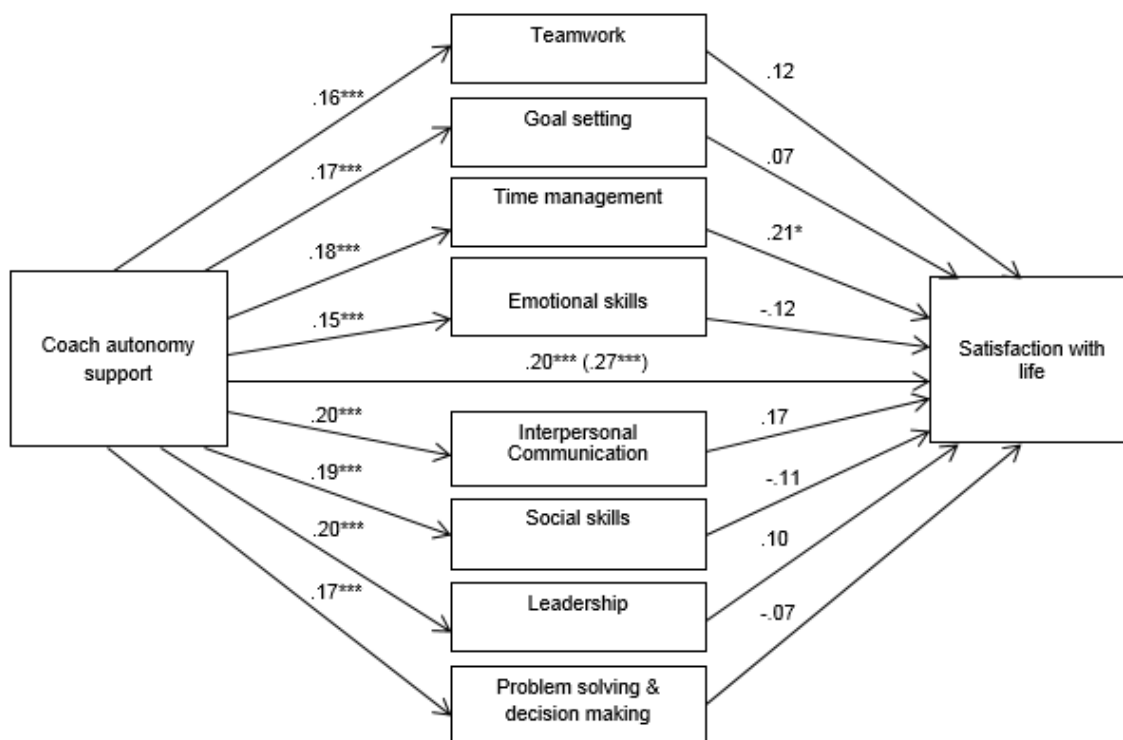 Teamwork
.16***
.12
Goal setting
.17***
.07
Time management
.18***
.21*
Emotional skills
.15***
-.12
Coach autonomy
support
.20*** (.27***)
Satisfaction with
life
Interpersonal
Communication
.20***
.17
Social skills
.19***
-.11
Leadership
.20***
.10
Problem solving &
decision making
.17***
-.07